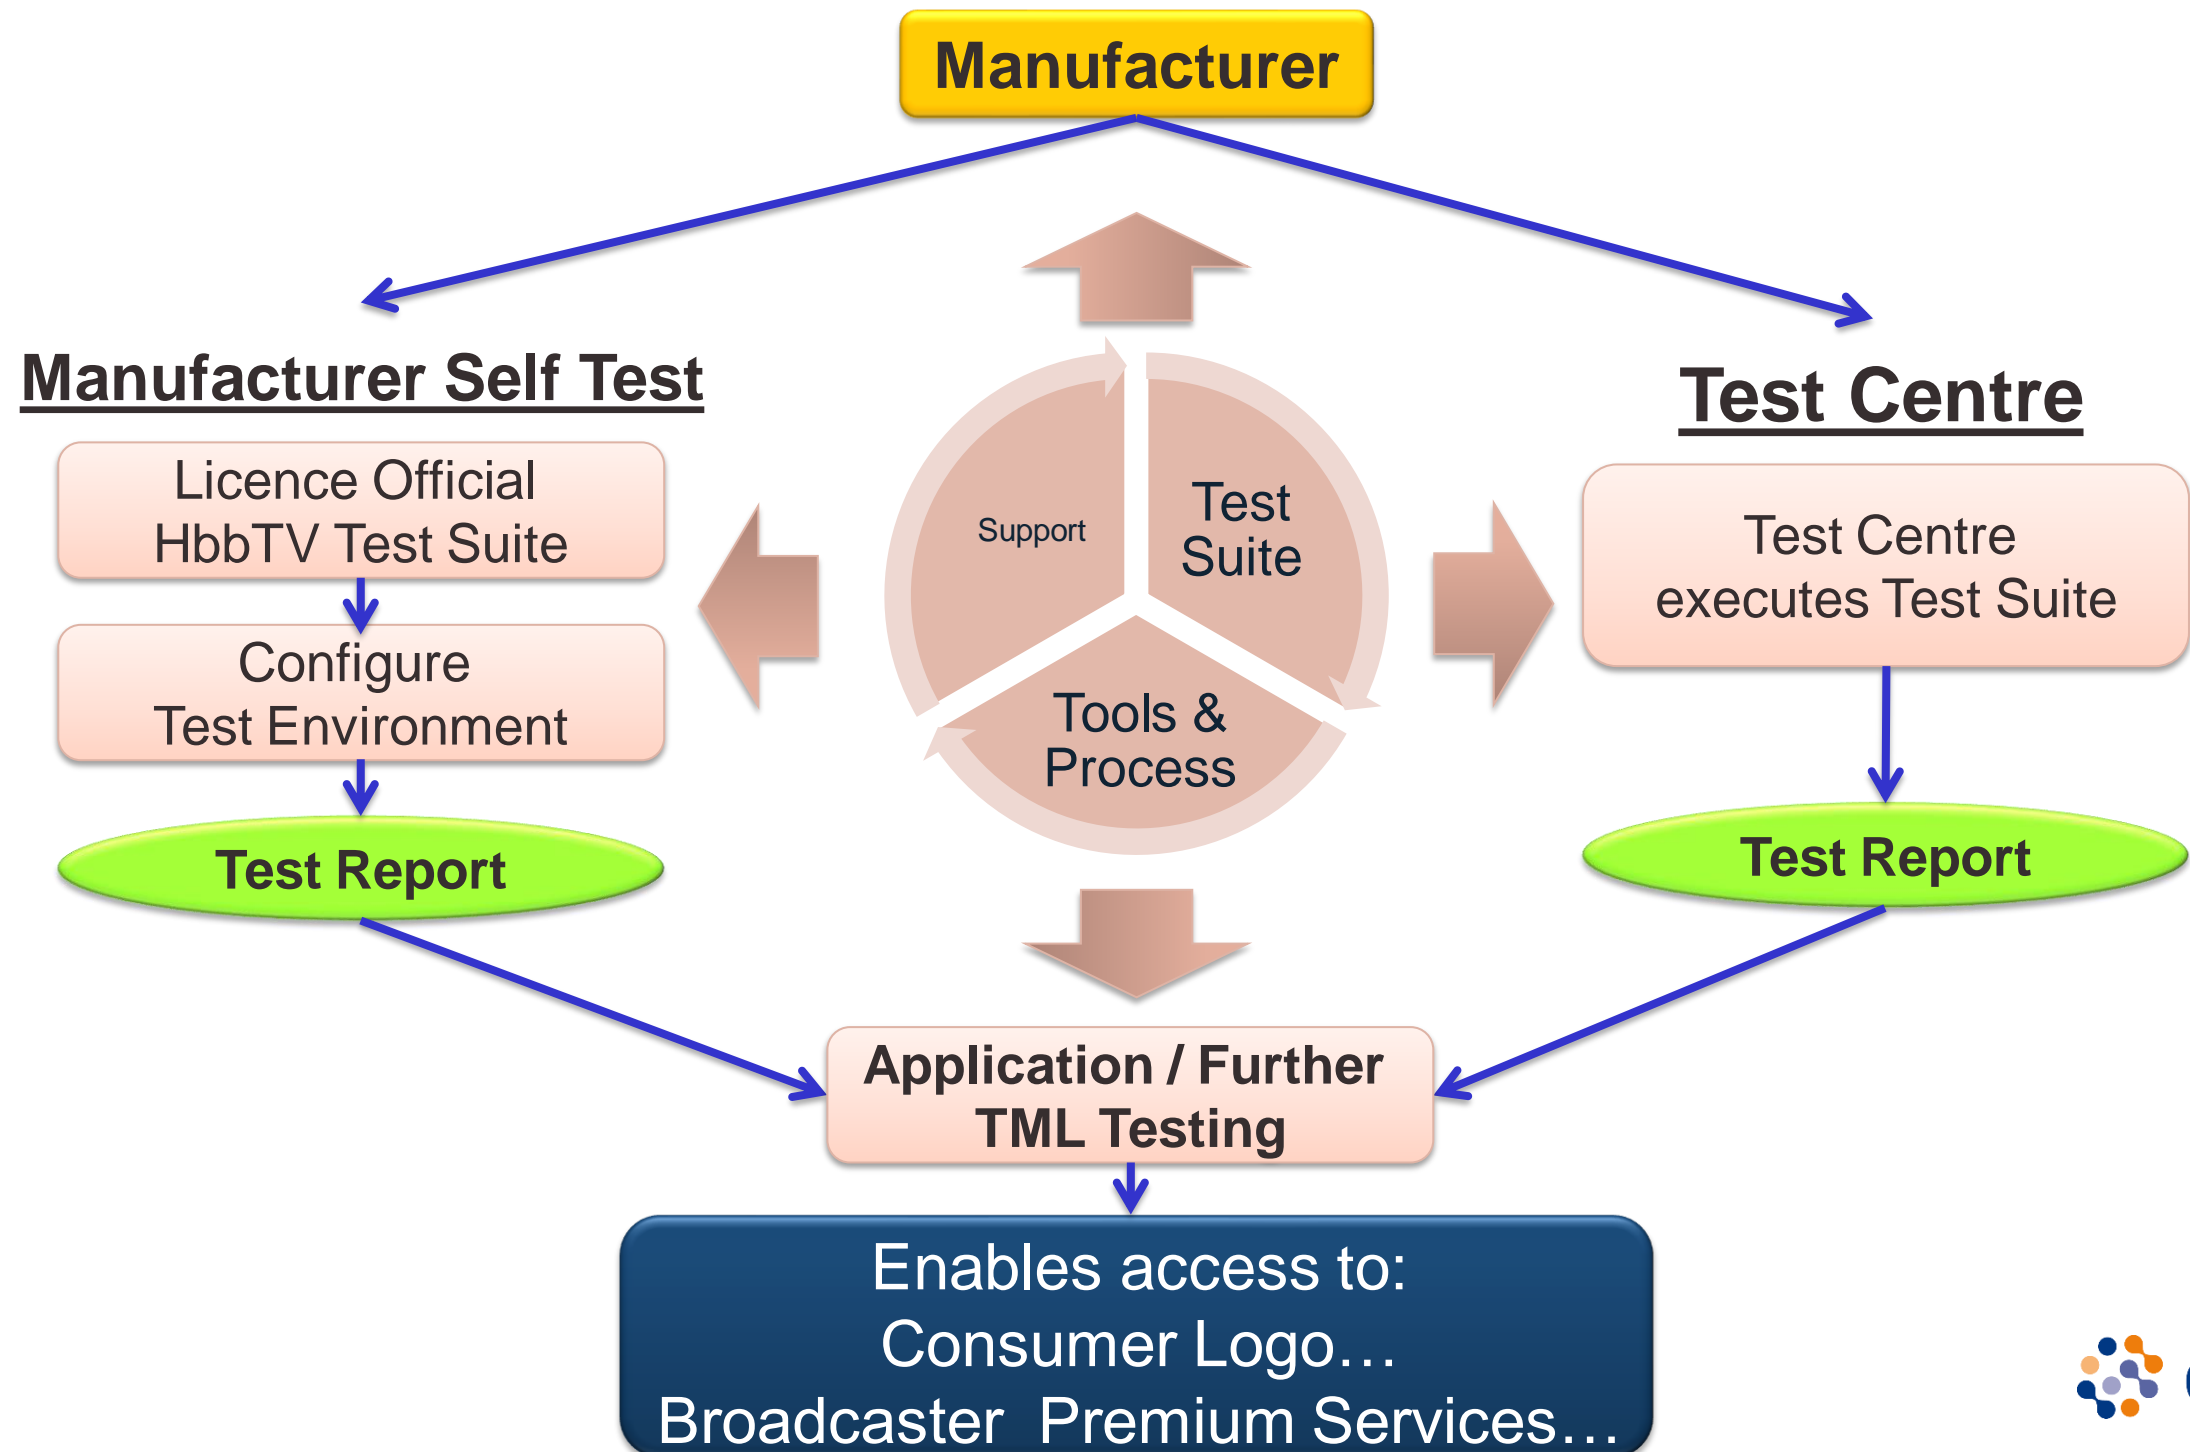 Manufacturer
Manufacturer Self Test
Licence Official
HbbTV Test Suite
Configure
Test Environment
Test Report
Support
Test
Suite
Tools &
Process
Test Centre
Test Centre
executes Test Suite
Test Report
Application / Further
TML Testing
Enables access to:
Consumer Logo…
Broadcaster Premium Services…